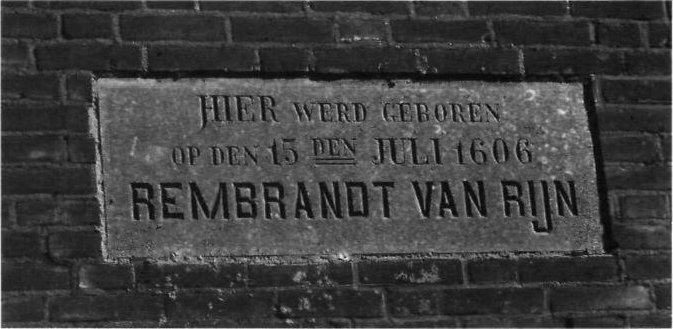 HIER WERD GEBOREN
OP DEN 15 DEN JULI 1606
REMBRANDT VAN RIJN